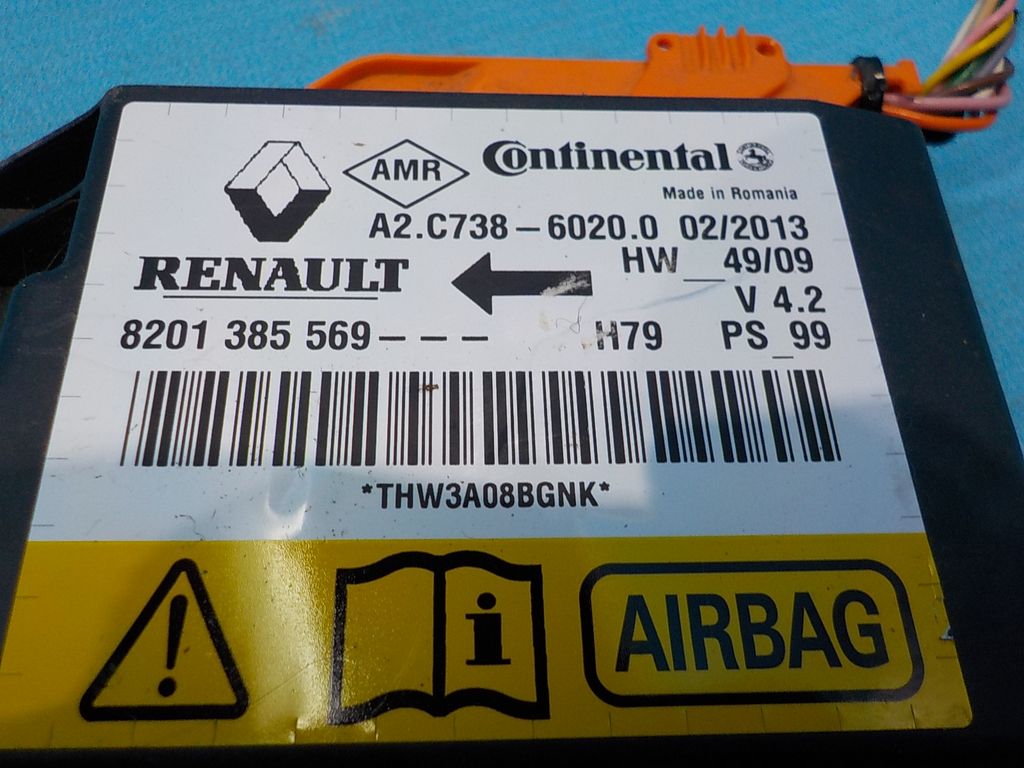 AMR Continental
Made in Romania
A2.C738-6020.0 02/2013
RENAULT HW_49/09
V 4.2
8201 385 569--- H79 PS_99
*THW3A08BGNK*
i AIRBAG